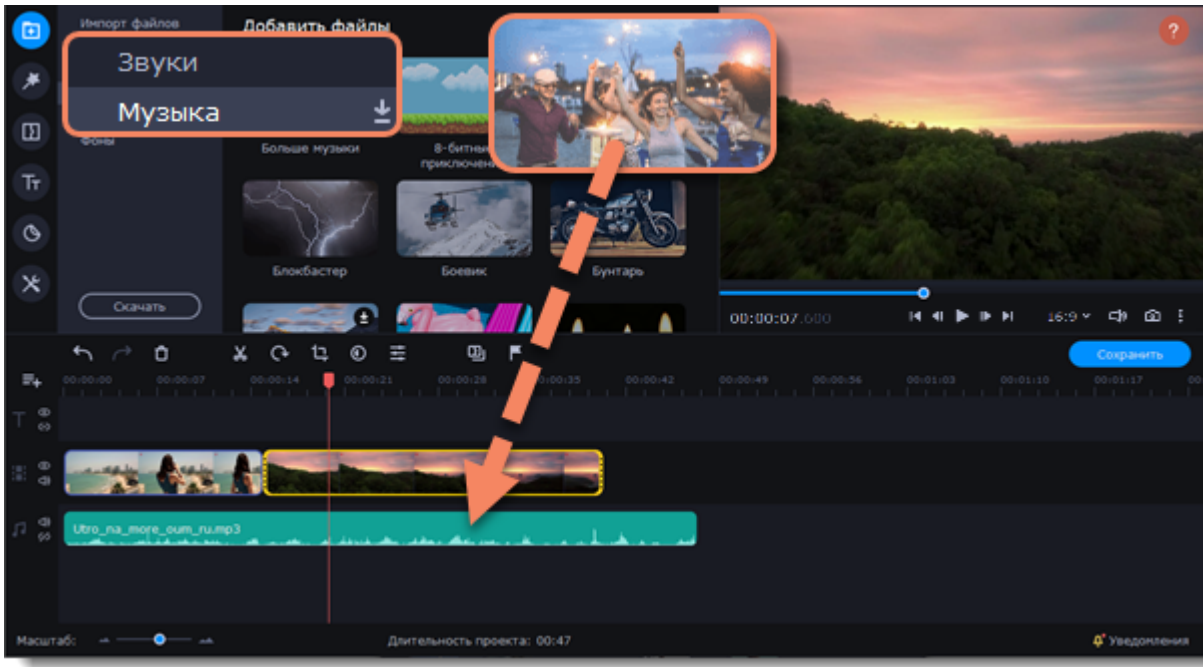 Импорт файлов
Добавить файлы
?
Звуки
Музыка
Фоны
Больше музыки
8-битные
приключения
Блокбастер
Боевик
Бунтарь
Скачать
00:00:07.600
16:9
Сохранить
00:00:00 00:00:07 00:00:14 00:00:21 00:00:28 00:00:35 00:00:42 00:00:49 00:00:56 00:01:03 00:01:10 00:01:17
Utro_na_more_oum_ru.mp3
Масштаб:
Длительность проекта: 00:47
Уведомления